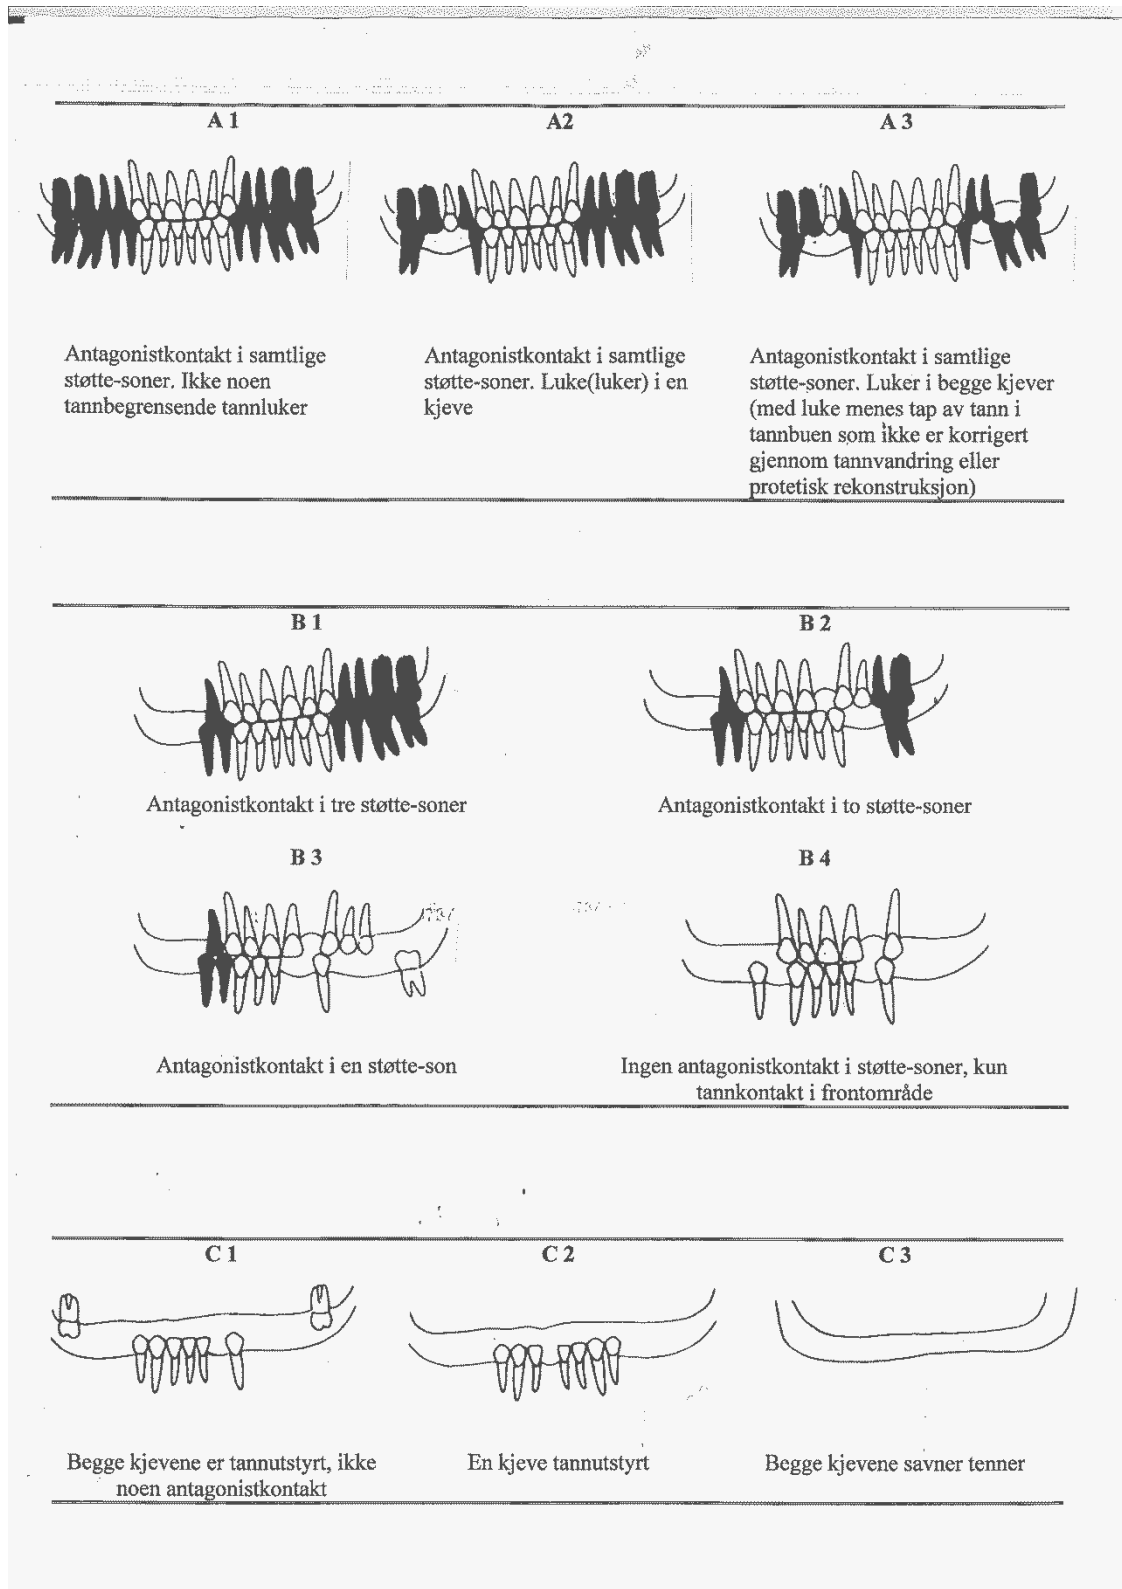 A 1
A2
A 3
Antagonistkontakt i samtlige
støtte-soner. Ikke noen
tannbegrensende tannluker
Antagonistkontakt i samtlige
støtte-soner. Luke(luker) i en
kjeve
Antagonistkontakt i samtlige
støtte-soner. Luker i begge kjever
(med luke menes tap av tann i
tannbuen som ikke er korrigert
gjennom tannvandring eller
protetisk rekonstruksjon)
B 1
B 2
Antagonistkontakt i tre støtte-soner
Antagonistkontakt i to støtte-soner
B 3
B 4
Antagonistkontakt i en støtte-son
Ingen antagonistkontakt i støtte-soner, kun
tannkontakt i frontområde
C 1
C 2
C 3
Begge kjevene er tannutstyrt, ikke
noen antagonistkontakt
En kjeve tannutstyrt
Begge kjevene savner tenner